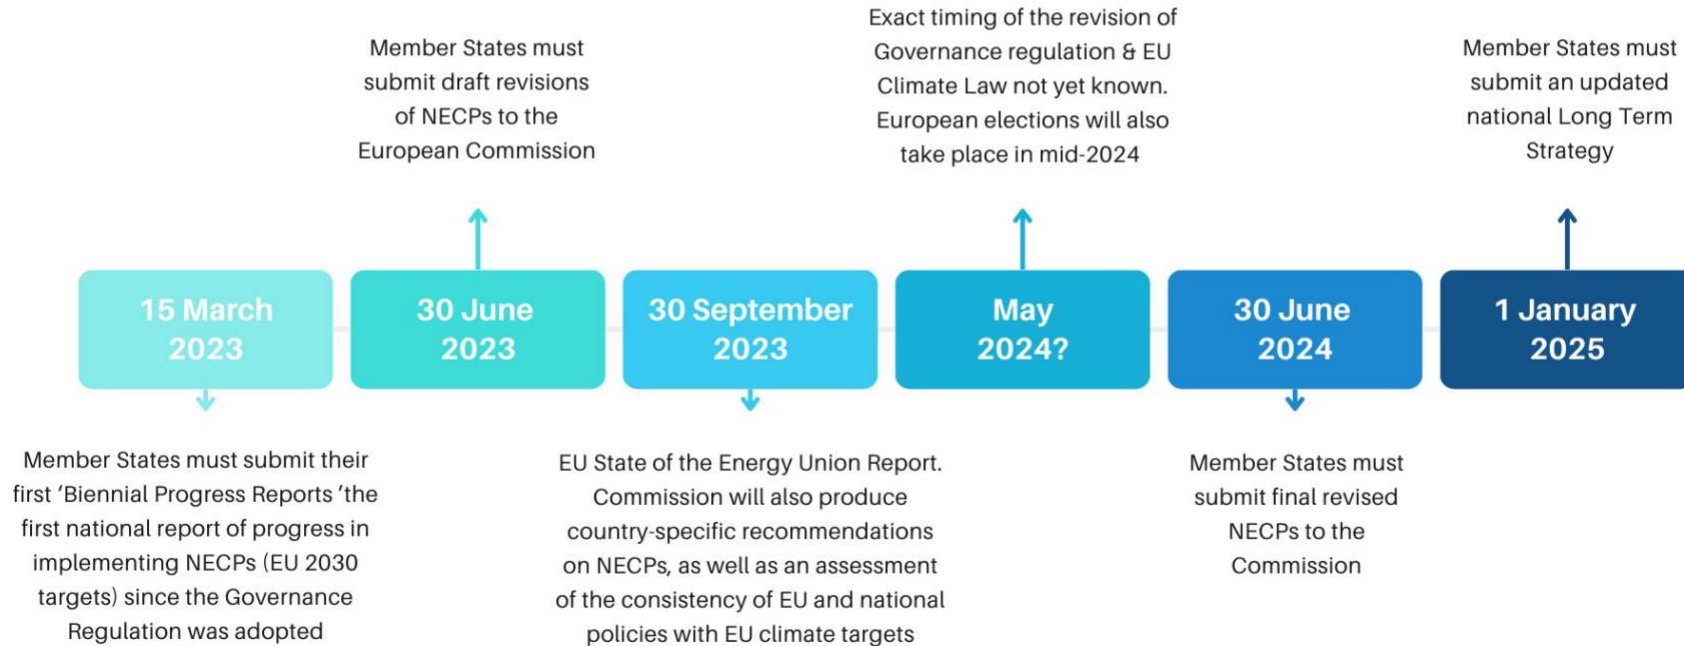 Member States must
submit draft revisions
of NECPs to the
European Commission
Exact timing of the revision of
Governance regulation & EU
Climate Law not yet known.
European elections will also
take place in mid-2024
Member States must
submit an updated
national Long Term
Strategy
15 March
2023
30 June
2023
30 September
2023
May
2024?
30 June
2024
1 January
2025
Member States must submit their
first ‘Biennial Progress Reports ‘the
first national report of progress in
implementing NECPs (EU 2030
targets) since the Governance
Regulation was adopted
EU State of the Energy Union Report.
Commission will also produce
country-specific recommendations
on NECPs, as well as an assessment
of the consistency of EU and national
policies with EU climate targets
Member States must
submit final revised
NECPs to the
Commission